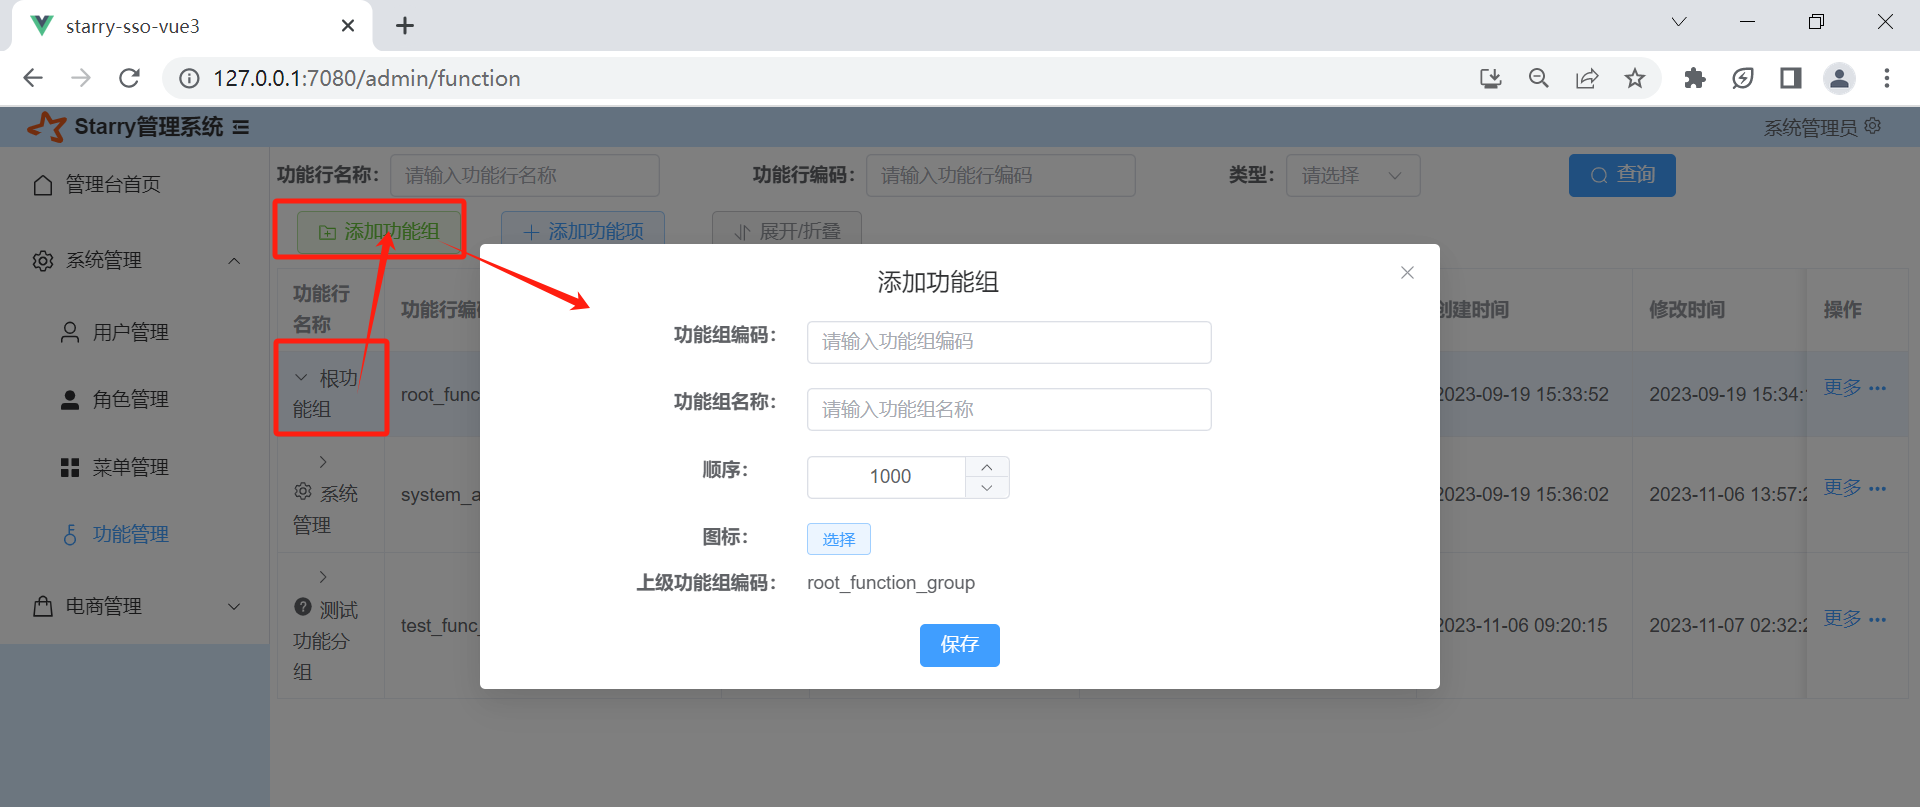 starry-sso-vue3
127.0.0.1:7080/admin/function
Starry管理系统
系统管理员
管理台首页
系统管理
用户管理
角色管理
菜单管理
功能管理
电商管理
功能行名称：
请输入功能行名称
功能行编码：
请输入功能行编码
类型：
请选择
查询
添加功能组
添加功能项
展开/折叠
功能行
名称
功能行编
创建时间
修改时间
操作
根功
能组
root_func
2023-09-19 15:33:52
2023-09-19 15:34:
更多
系统
管理
system_a
2023-09-19 15:36:02
2023-11-06 13:57:2
更多
测试
功能分
组
test_func_
2023-11-06 09:20:15
2023-11-07 02:32:2
更多
添加功能组
功能组编码：
请输入功能组编码
功能组名称：
请输入功能组名称
顺序：
1000
图标：
选择
上级功能组编码：
root_function_group
保存